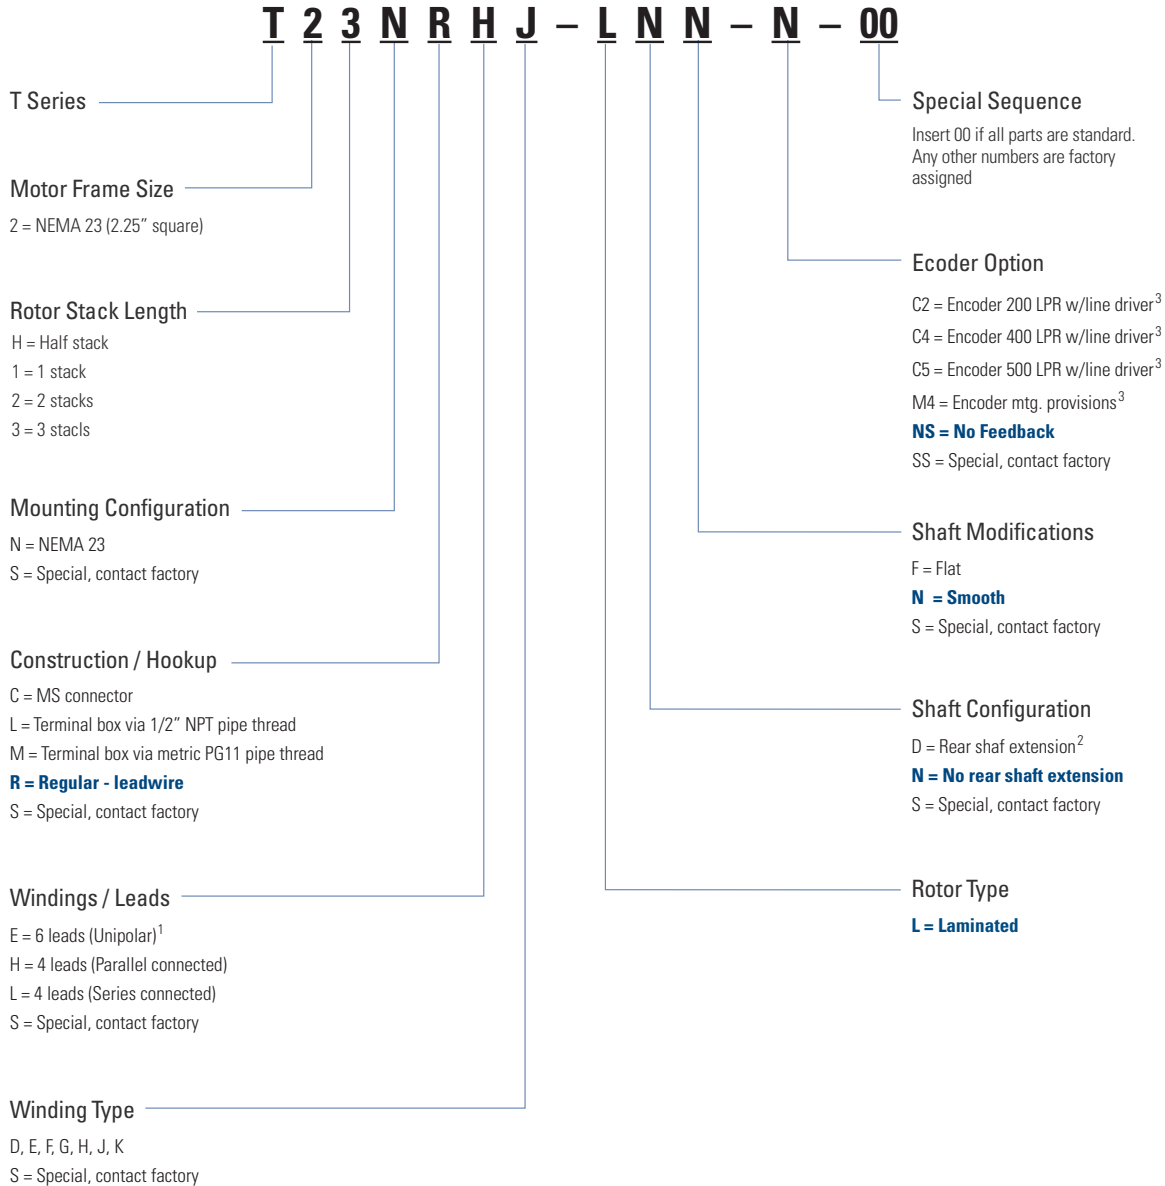 T 2 3 N R H J – L N N – N – 00
T Series
Motor Frame Size
2 = NEMA 23 (2.25” square)
Rotor Stack Length
H = Half stack
1 = 1 stack
2 = 2 stacks
3 = 3 stacls
Mounting Configuration
N = NEMA 23
S = Special, contact factory
Construction / Hookup
C = MS connector
L = Terminal box via 1/2” NPT pipe thread
M = Terminal box via metric PG11 pipe thread
R = Regular - leadwire
S = Special, contact factory
Windings / Leads
E = 6 leads (Unipolar)1
H = 4 leads (Parallel connected)
L = 4 leads (Series connected)
S = Special, contact factory
Winding Type
D, E, F, G, H, J, K
S = Special, contact factory
Special Sequence
Insert 00 if all parts are standard.
Any other numbers are factory
assigned
Ecoder Option
C2 = Encoder 200 LPR w/line driver3
C4 = Encoder 400 LPR w/line driver3
C5 = Encoder 500 LPR w/line driver3
M4 = Encoder mtg. provisions3
NS = No Feedback
SS = Special, contact factory
Shaft Modifications
F = Flat
N = Smooth
S = Special, contact factory
Shaft Configuration
D = Rear shaf extension2
N = No rear shaft extension
S = Special, contact factory
Rotor Type
L = Laminated